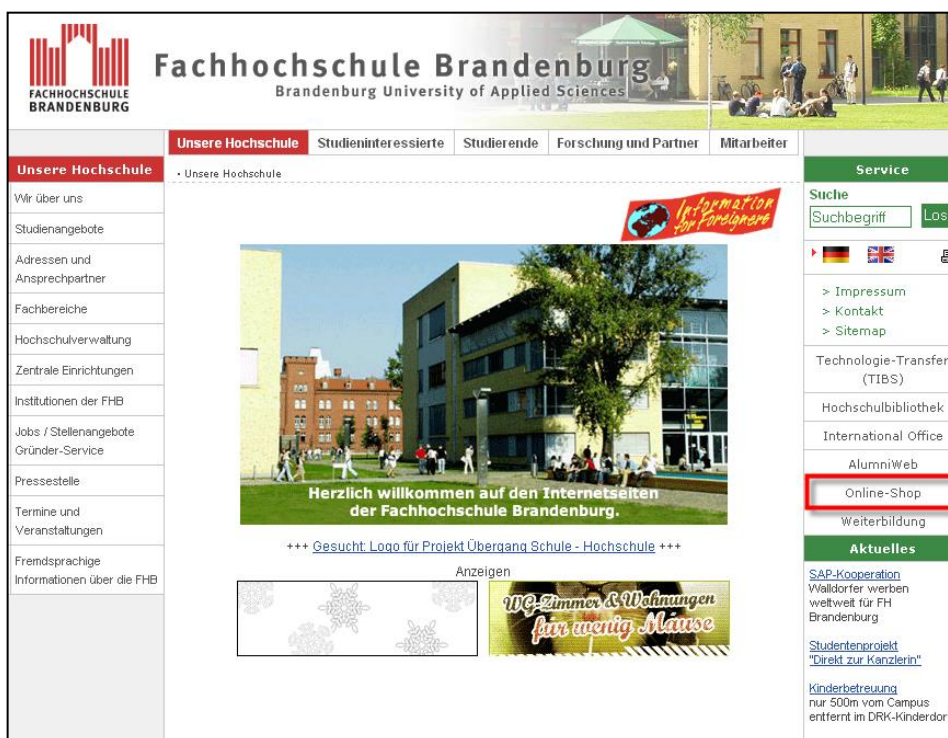 FACHHOCHSCHULE
BRANDENBURG
Fachhochschule Brandenburg
Brandenburg University of Applied Sciences
Unsere Hochschule
Studieninteressierte
Studierende
Forschung und Partner
Mitarbeiter
Unsere Hochschule
Wir über uns
Studienangebote
Adressen und
Ansprechpartner
Fachbereiche
Hochschulverwaltung
Zentrale Einrichtungen
Institutionen der FHB
Jobs / Stellenangebote
Gründer-Service
Pressestelle
Termine und
Veranstaltungen
Fremdsprachige
Informationen über die FHB
• Unsere Hochschule
Information
for Foreigners
Herzlich willkommen auf den Internetseiten
der Fachhochschule Brandenburg.
+++ Gesucht: Logo für Projekt Übergang Schule - Hochschule +++
Anzeigen
WG-Zimmer & Wohnungen
für wenig Mäuse
Service
Suche
Suchbegriff
Los
> Impressum
> Kontakt
> Sitemap
Technologie-Transfer
(TIBS)
Hochschulbibliothek
International Office
AlumniWeb
Online-Shop
Weiterbildung
Aktuelles
SAP-Kooperation
Walldorfer werben
weltweit für FH
Brandenburg
Studentenprojekt
"Direkt zur Kanzlerin"
Kinderbetreuung
nur 500m vom Campus
entfernt im DRK-Kinderdor